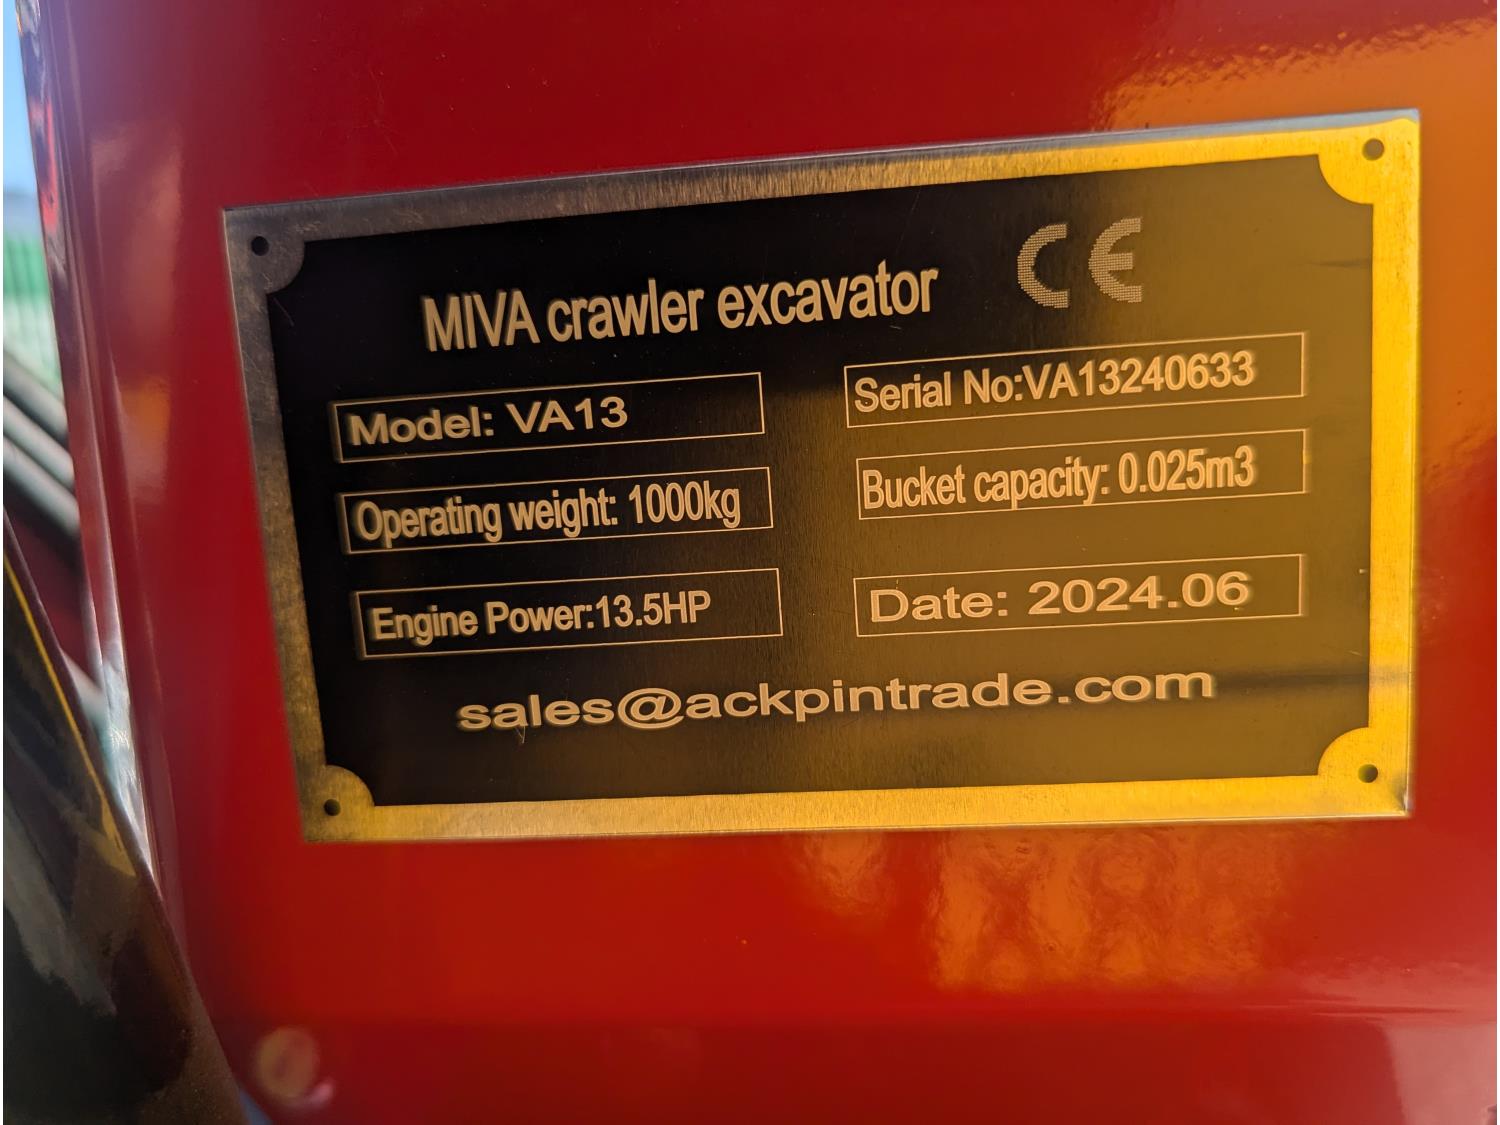 MIVA crawler excavator CE
Model: VA13
Serial No:VA13240633
Operating weight: 1000kg
Bucket capacity: 0.025m3
Engine Power:13.5HP
Date: 2024.06
sales@ackpintrade.com